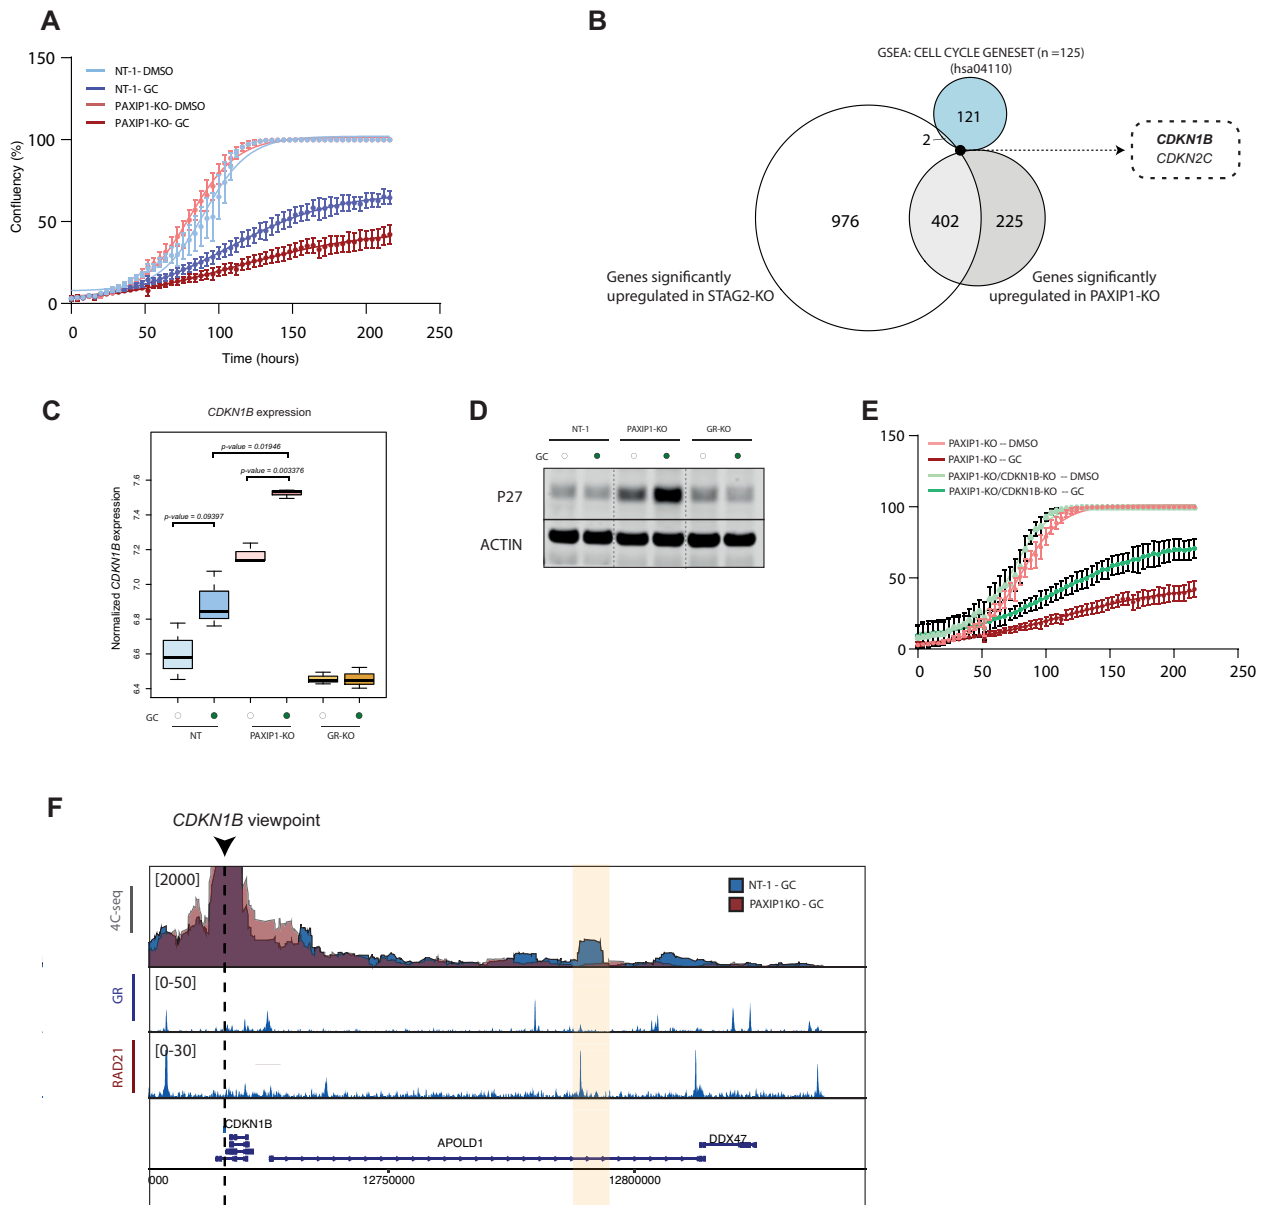 A
150
100
50
0
Confluency (%)
NT-1- DMSO
NT-1- GC
PAXIP1-KO- DMSO
PAXIP1-KO- GC
0 50 100 150 200 250
Time (hours)
B
GSEA: CELL CYCLE GENESET (n =125)
(hsa04110)
121
2
CDKN1B
CDKN2C
976
402
225
Genes significantly
upregulated in STAG2-KO
Genes significantly
upregulated in PAXIP1-KO
C
CDKN1B expression
p-value = 0.01946
p-value = 0.003376
p-value = 0.09397
Normalized CDKN1B expression
7.6
7.4
7.2
7.0
6.8
6.6
6.4
GC
NT PAXIP1-KO GR-KO
D
NT-1 PAXIP1-KO GR-KO
GC
P27
ACTIN
E
150
100
50
0
PAXIP1-KO -- DMSO
PAXIP1-KO -- GC
PAXIP1-KO/CDKN1B-KO -- DMSO
PAXIP1-KO/CDKN1B-KO -- GC
0 50 100 150 200 250
F
CDKN1B viewpoint
4C-seq
[2000]
NT-1 - GC
PAXIP1KO - GC
GR
[0-50]
RAD21
[0-30]
CDKN1B
APOLD1
DDX47
000 12750000 12800000